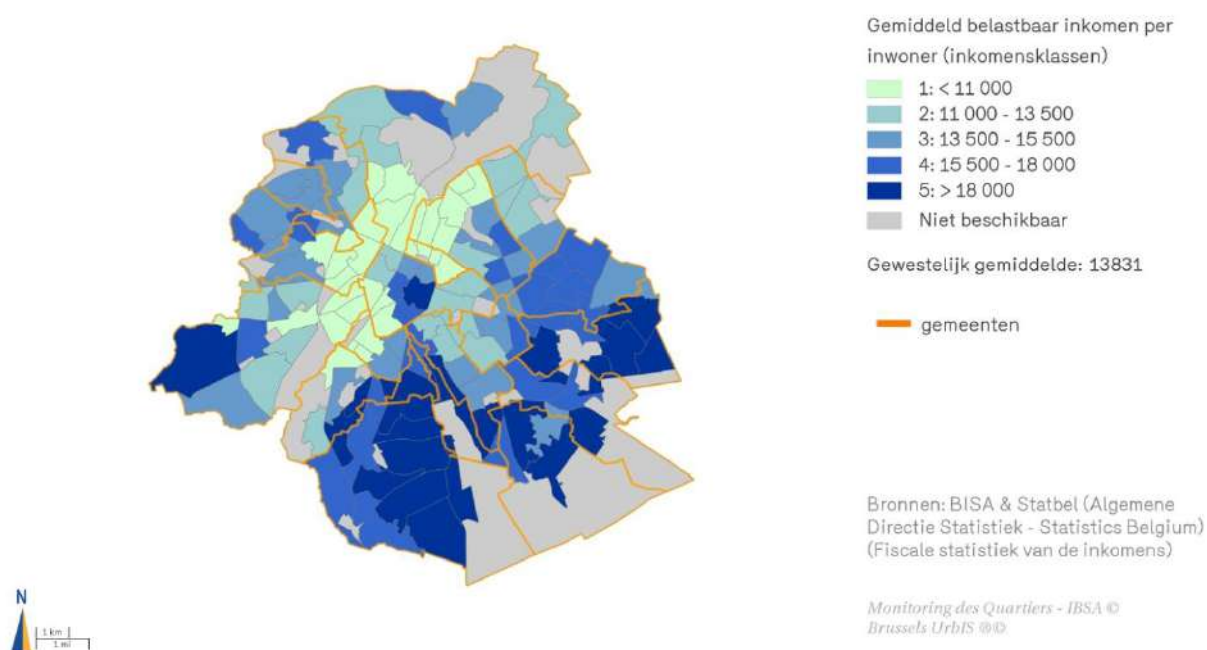 Gemiddeld belastbaar inkomen per
inwoner (inkomensklassen)
1: < 11 000
2: 11 000 - 13 500
3: 13 500 - 15 500
4: 15 500 - 18 000
5: > 18 000
Niet beschikbaar
Gewestelijk gemiddelde: 13831
gemeenten
Bronnen: BISA & Statbel (Algemene
Directie Statistiek - Statistics Belgium)
(Fiscale statistiek van de inkomens)
Monitoring des Quartiers - IBSA ©
Brussels UrbIS ®©
N
1 km
1 mi